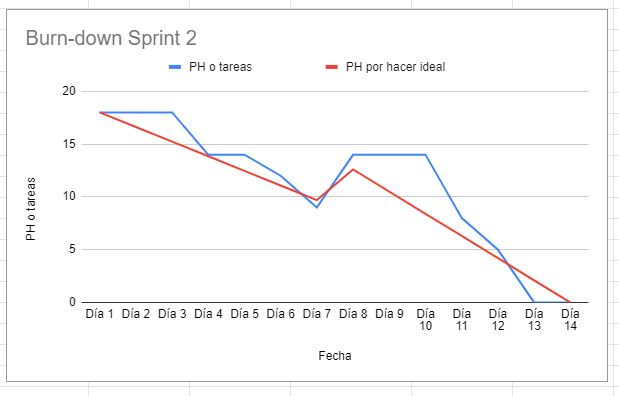 Burn-down Sprint 2
PH o tareas
PH por hacer ideal
20
15
10
5
0
PH o tareas
Día 1 Día 2 Día 3 Día 4 Día 5 Día 6 Día 7 Día 8 Día 9 Día 10 Día 11 Día 12 Día 13 Día 14
Fecha